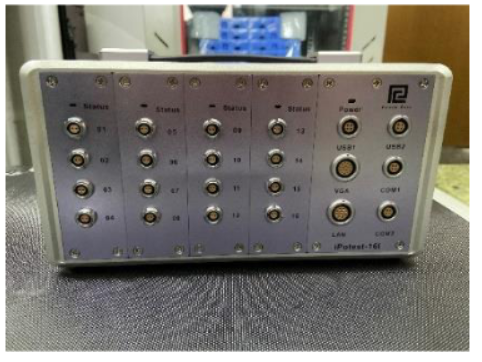 Status Status Status Status Power
01 05 09 13 USB1 USB2
02 06 10 14 VGA COM1
03 07 11 15 LAN COM2
04 08 12 16
iPotest-16I